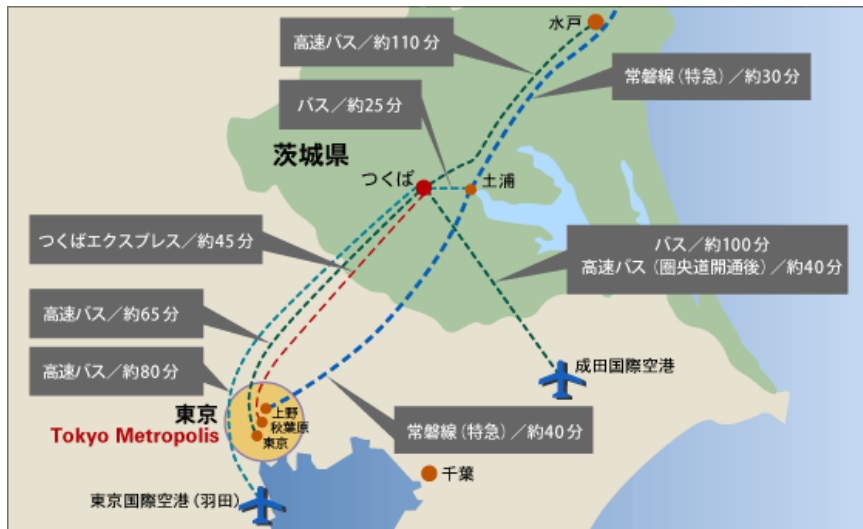 水戸
高速バス／約110分
常磐線（特急）／約30分
バス／約25分
茨城県
つくば
土浦
つくばエクスプレス／約45分
バス／約100分
高速バス（圏央道開通後）／約40分
高速バス／約65分
高速バス／約80分
成田国際空港
東京
Tokyo Metropolis
上野
秋葉原
東京
常磐線（特急）／約40分
千葉
東京国際空港（羽田）